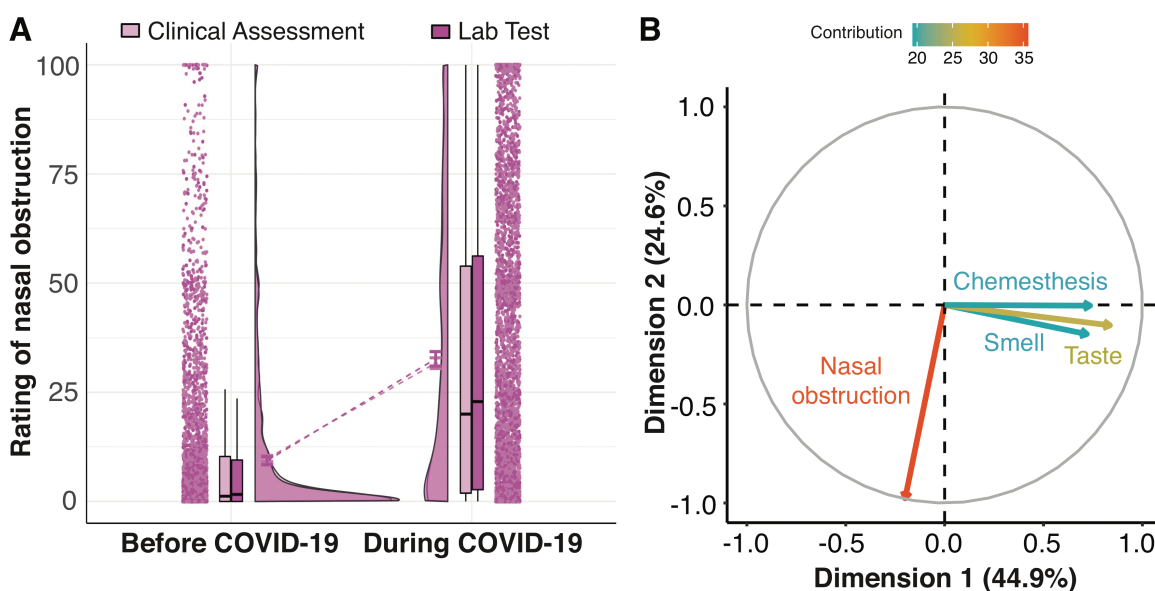 A
Clinical Assessment
Lab Test
Rating of nasal obstruction
100
75
50
25
0
Before COVID-19
During COVID-19
B
Contribution
20 25 30 35
Dimension 2 (24.6%)
1.0
0.5
0.0
-0.5
-1.0
Chemesthesis
Smell
Taste
Nasal
obstruction
-1.0 -0.5 0.0 0.5 1.0
Dimension 1 (44.9%)